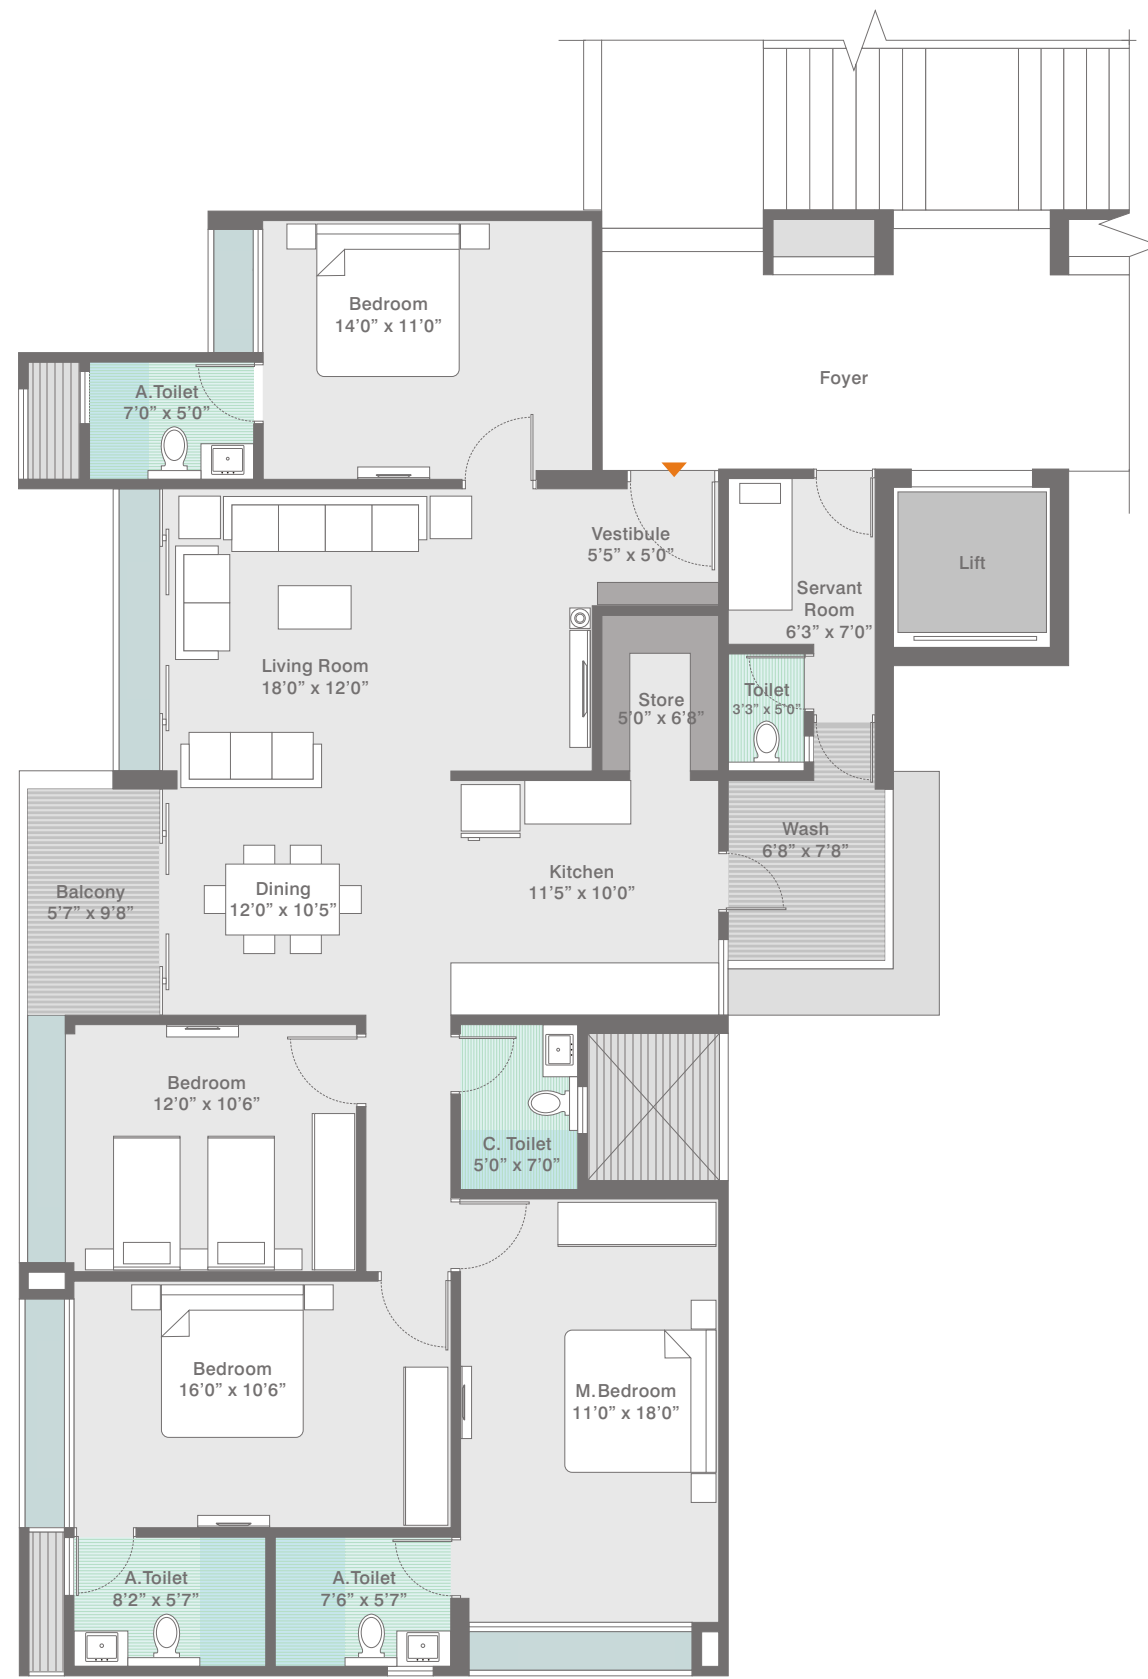 Bedroom
14’0” x 11’0”
Foyer
A.Toilet
7’0” x 5’0”
Vestibule
5’5” x 5’0”
Lift
Servant
Room
6’3” x 7’0”
Living Room
18’0” x 12’0”
Store
5’0” x 6’8”
Toilet
3’3” x 5’0”
Wash
6’8” x 7’8”
Kitchen
11’5” x 10’0”
Dining
12’0” x 10’5”
Balcony
5’7” x 9’8”
Bedroom
12’0” x 10’6”
C. Toilet
5’0” x 7’0”
Bedroom
16’0” x 10’6”
M.Bedroom
11’0” x 18’0”
A.Toilet
8’2” x 5’7”
A.Toilet
7’6” x 5’7”